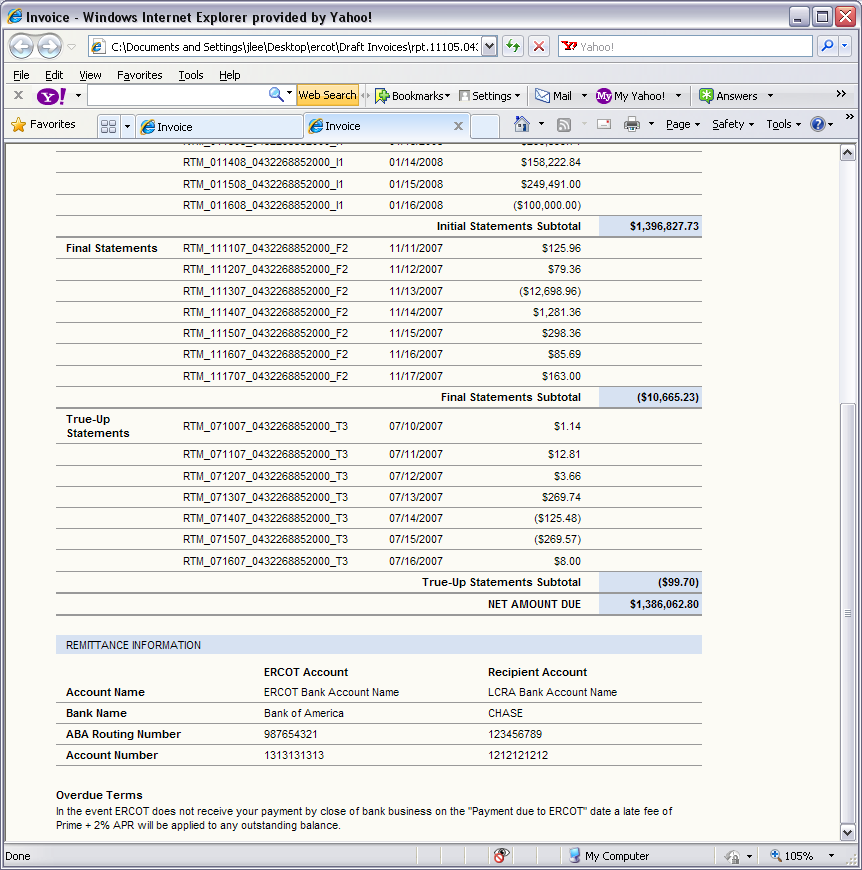 Invoice - Windows Internet Explorer provided by Yahoo!
C:\Documents and Settings\jlee\Desktop\ercot\Draft Invoices\rpt.11105.043
Yahoo!
File Edit View Favorites Tools Help
Web Search Bookmarks Settings Mail My Yahoo! Answers
Favorites Invoice Invoice Page Safety Tools
RTM_011408_0432268852000_I1 01/14/2008 $158,222.84
RTM_011508_0432268852000_I1 01/15/2008 $249,491.00
RTM_011608_0432268852000_I1 01/16/2008 ($100,000.00)
Initial Statements Subtotal $1,396,827.73
Final Statements RTM_111107_0432268852000_F2 11/11/2007 $125.96
RTM_111207_0432268852000_F2 11/12/2007 $79.36
RTM_111307_0432268852000_F2 11/13/2007 ($12,698.96)
RTM_111407_0432268852000_F2 11/14/2007 $1,281.36
RTM_111507_0432268852000_F2 11/15/2007 $298.36
RTM_111607_0432268852000_F2 11/16/2007 $85.69
RTM_111707_0432268852000_F2 11/17/2007 $163.00
Final Statements Subtotal ($10,665.23)
True-Up
Statements RTM_071007_0432268852000_T3 07/10/2007 $1.14
RTM_071107_0432268852000_T3 07/11/2007 $12.81
RTM_071207_0432268852000_T3 07/12/2007 $3.66
RTM_071307_0432268852000_T3 07/13/2007 $269.74
RTM_071407_0432268852000_T3 07/14/2007 ($125.48)
RTM_071507_0432268852000_T3 07/15/2007 ($269.57)
RTM_071607_0432268852000_T3 07/16/2007 $8.00
True-Up Statements Subtotal ($99.70)
NET AMOUNT DUE $1,386,062.80
REMITTANCE INFORMATION
ERCOT Account Recipient Account
Account Name ERCOT Bank Account Name LCRA Bank Account Name
Bank Name Bank of America CHASE
ABA Routing Number 987654321 123456789
Account Number 1313131313 1212121212
Overdue Terms
In the event ERCOT does not receive your payment by close of bank business on the "Payment due to ERCOT" date a late fee of
Prime + 2% APR will be applied to any outstanding balance.
Done My Computer 105%